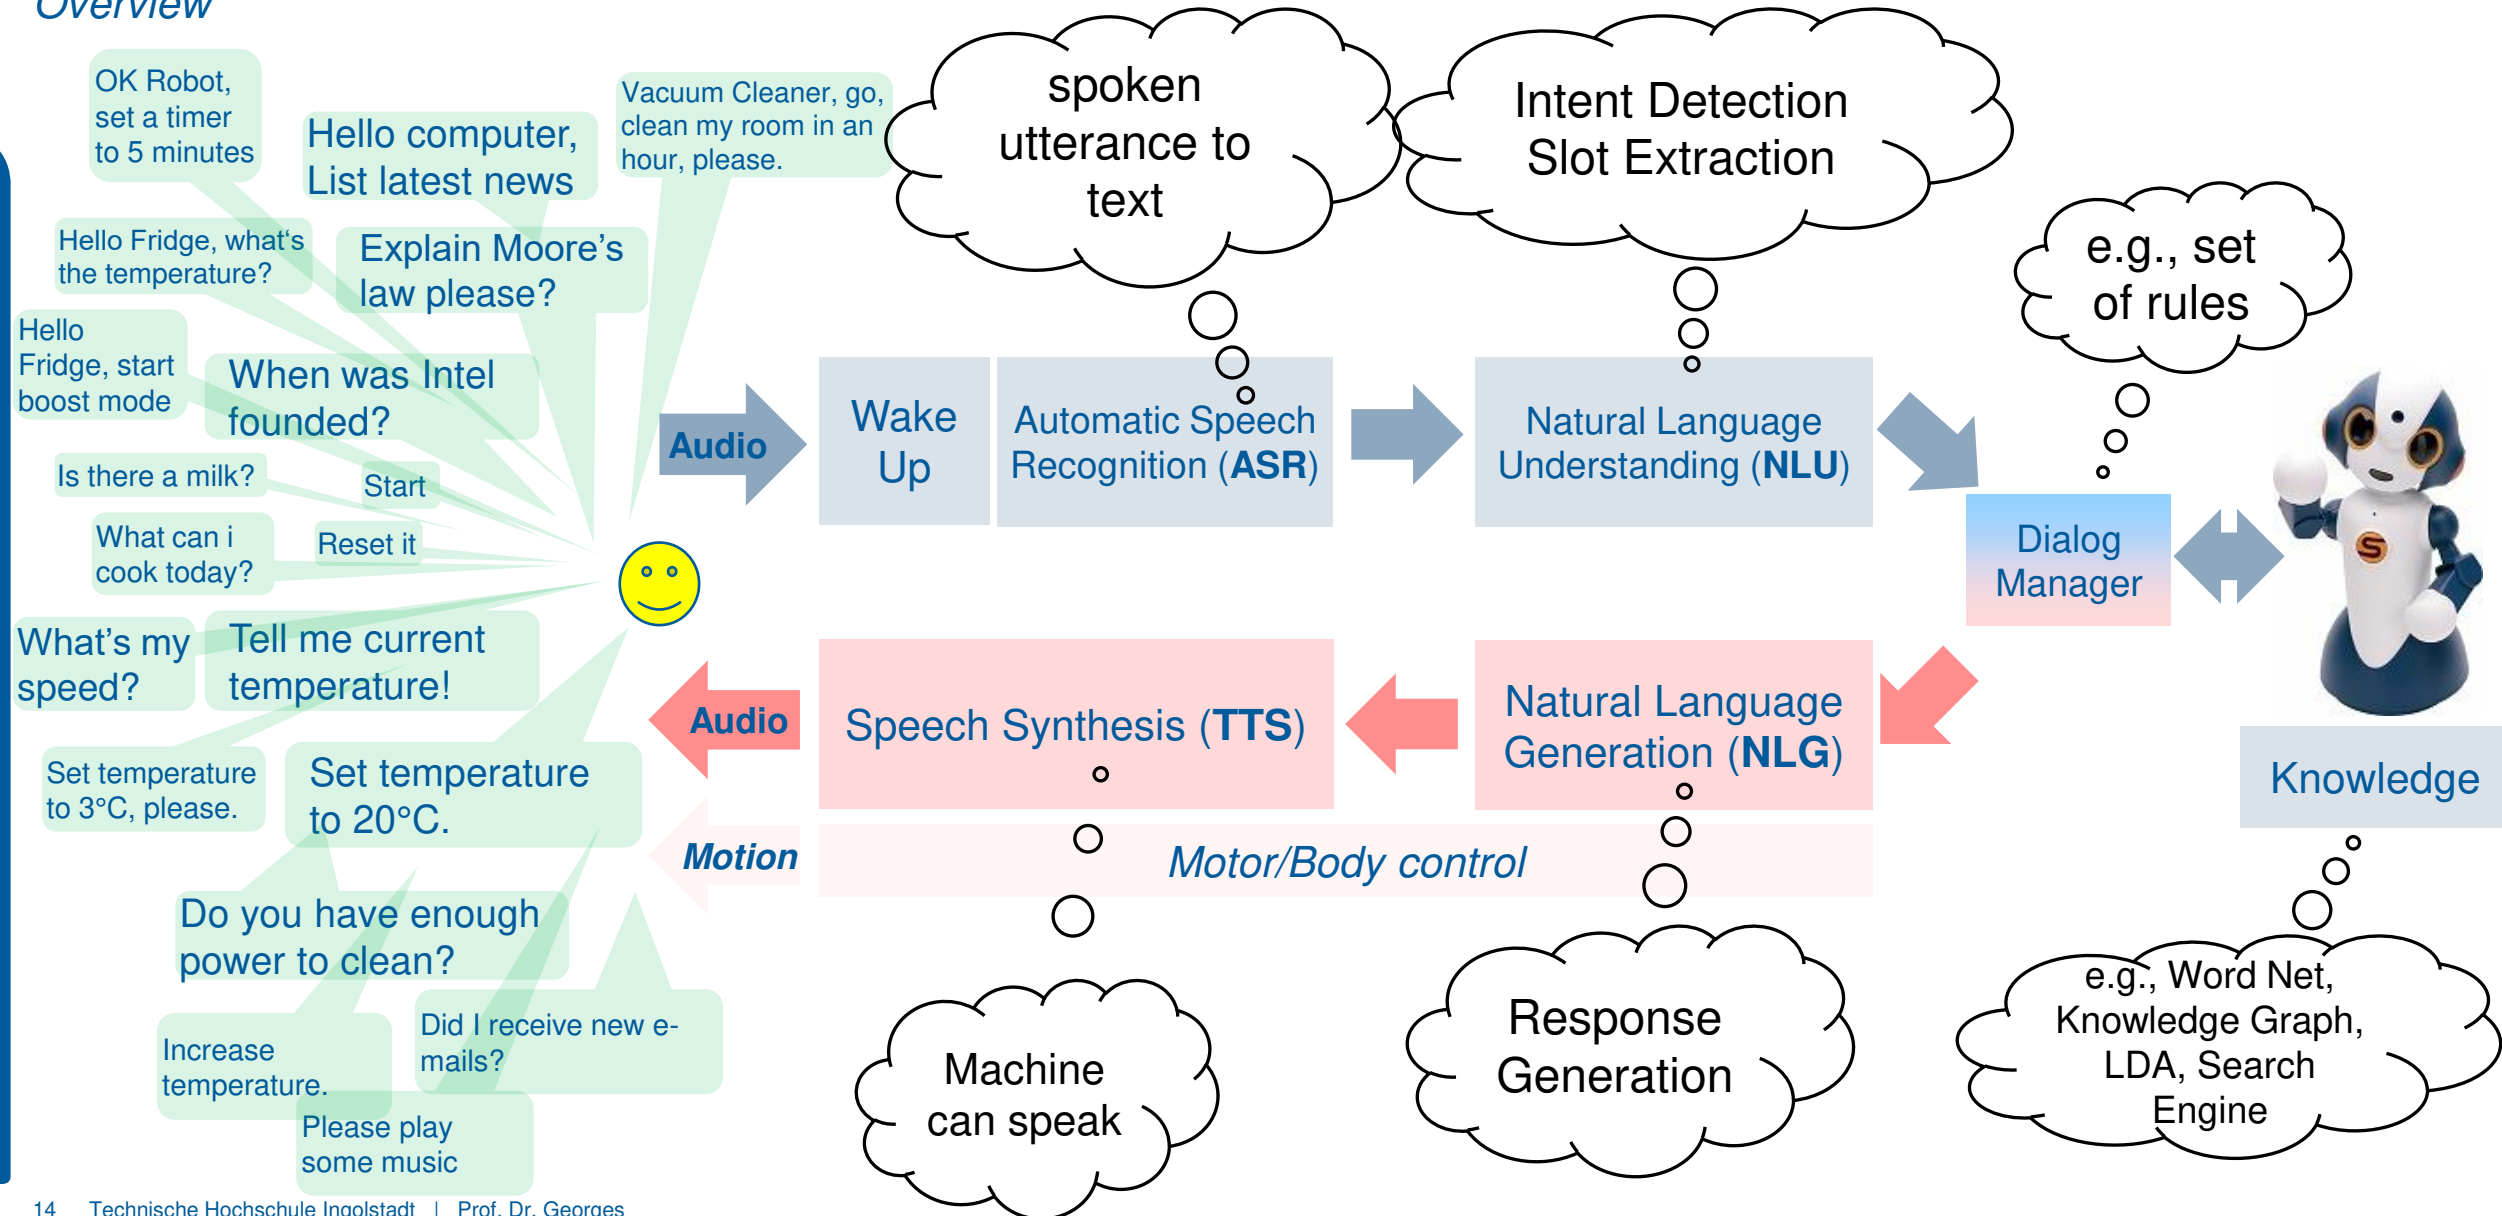 Overview
OK Robot,
set a timer
to 5 minutes
Hello computer,
List latest news
Vacuum Cleaner, go,
clean my room in an
hour, please.
Hello Fridge, what‘s
the temperature?
Explain Moore’s
law please?
Hello
Fridge, start
boost mode
When was Intel
founded?
Is there a milk?
Start
What can i
cook today?
Reset it
What’s my
speed?
Tell me current
temperature!
Set temperature
to 3°C, please.
Set temperature
to 20°C.
Do you have enough
power to clean?
Increase
temperature.
Did I receive new e-
mails?
Please play
some music
spoken
utterance to
text
Intent Detection
Slot Extraction
e.g., set
of rules
Audio
Wake
Up
Automatic Speech
Recognition (ASR)
Natural Language
Understanding (NLU)
Dialog
Manager
S
Audio
Speech Synthesis (TTS)
Natural Language
Generation (NLG)
Knowledge
Motion
Motor/Body control
Machine
can speak
Response
Generation
e.g., Word Net,
Knowledge Graph,
LDA, Search
Engine
14 Technische Hochschule Ingolstadt | Prof. Dr. Georges